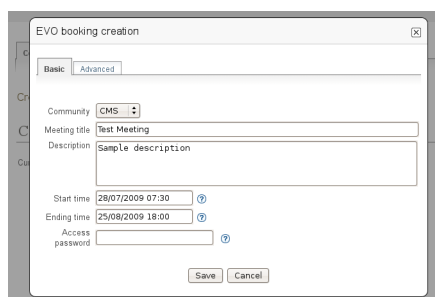 EVO booking creation
Basic Advanced
Community CMS
Meeting title Test Meeting
Description Sample description
Start time 28/07/2009 07:30
Ending time 25/08/2009 18:00
Access
password
Save Cancel